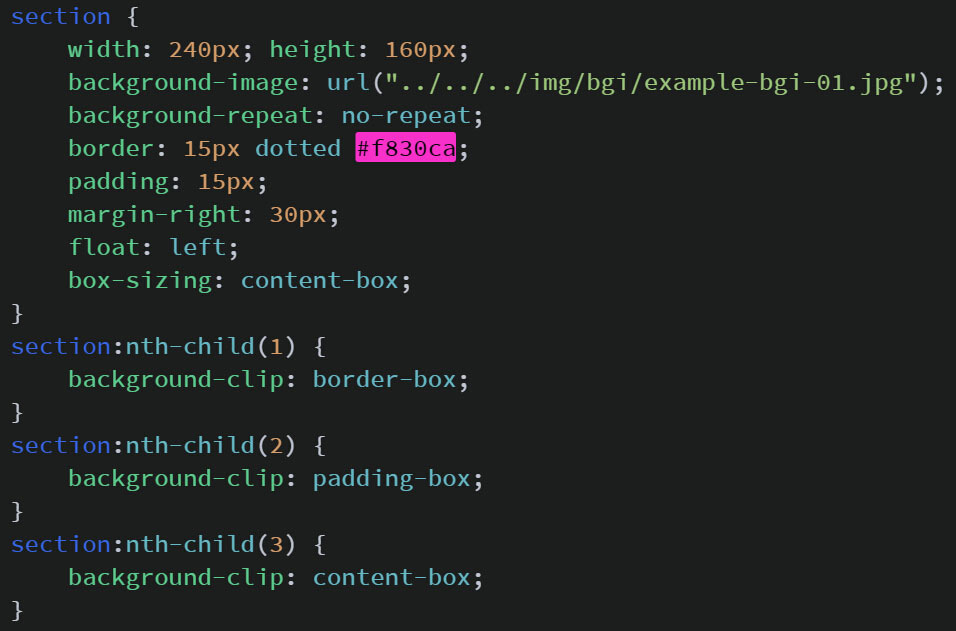 section {
    width: 240px; height: 160px;
    background-image: url("../../../img/bgi/example-bgi-01.jpg");
    background-repeat: no-repeat;
    border: 15px dotted #f830ca;
    padding: 15px;
    margin-right: 30px;
    float: left;
    box-sizing: content-box;
}
section:nth-child(1) {
    background-clip: border-box;
}
section:nth-child(2) {
    background-clip: padding-box;
}
section:nth-child(3) {
    background-clip: content-box;
}